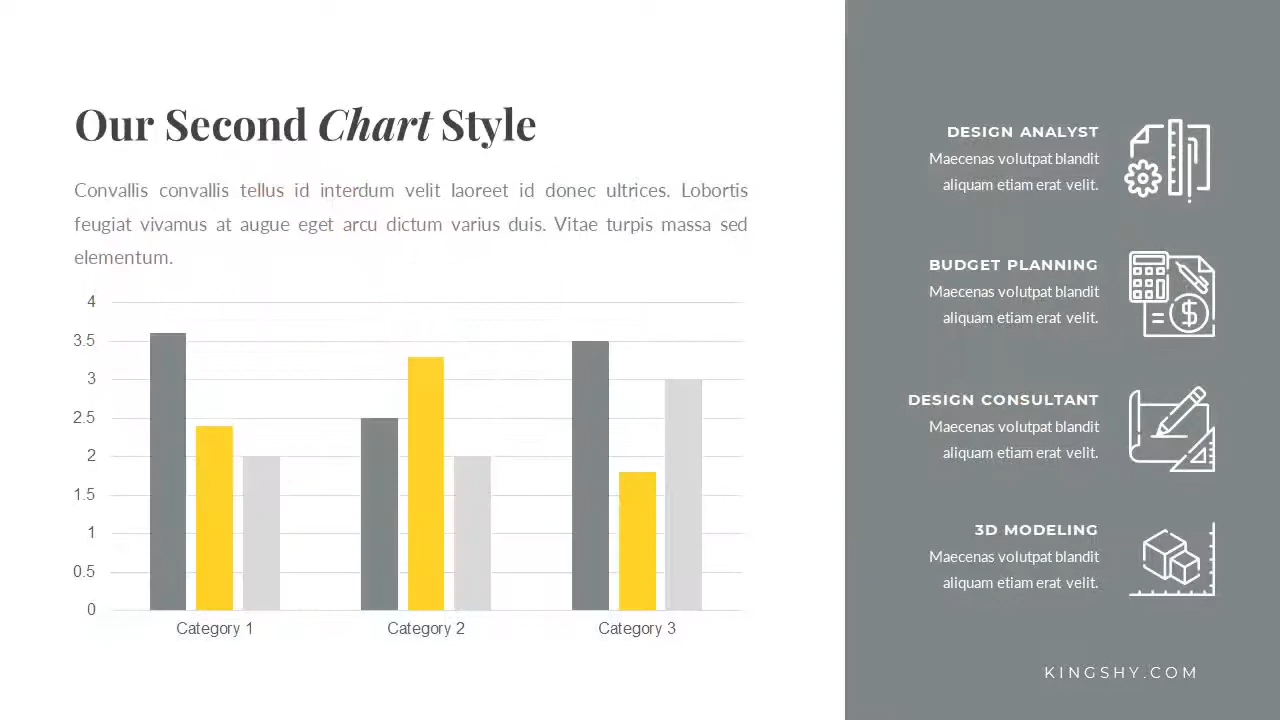 Our Second Chart Style
Convallis convallis tellus id interdum velit laoreet id donec ultrices. Lobortis
feugiat vivamus at augue eget arcu dictum varius duis. Vitae turpis massa sed
elementum.
4
3.5
3
2.5
2
1.5
1
0.5
0
Category 1
Category 2
Category 3
DESIGN ANALYST
Maecenas volutpat blandit
aliquam etiam erat velit.
BUDGET PLANNING
Maecenas volutpat blandit
aliquam etiam erat velit.
$
DESIGN CONSULTANT
Maecenas volutpat blandit
aliquam etiam erat velit.
3D MODELING
Maecenas volutpat blandit
aliquam etiam erat velit.
KINGSHY.COM